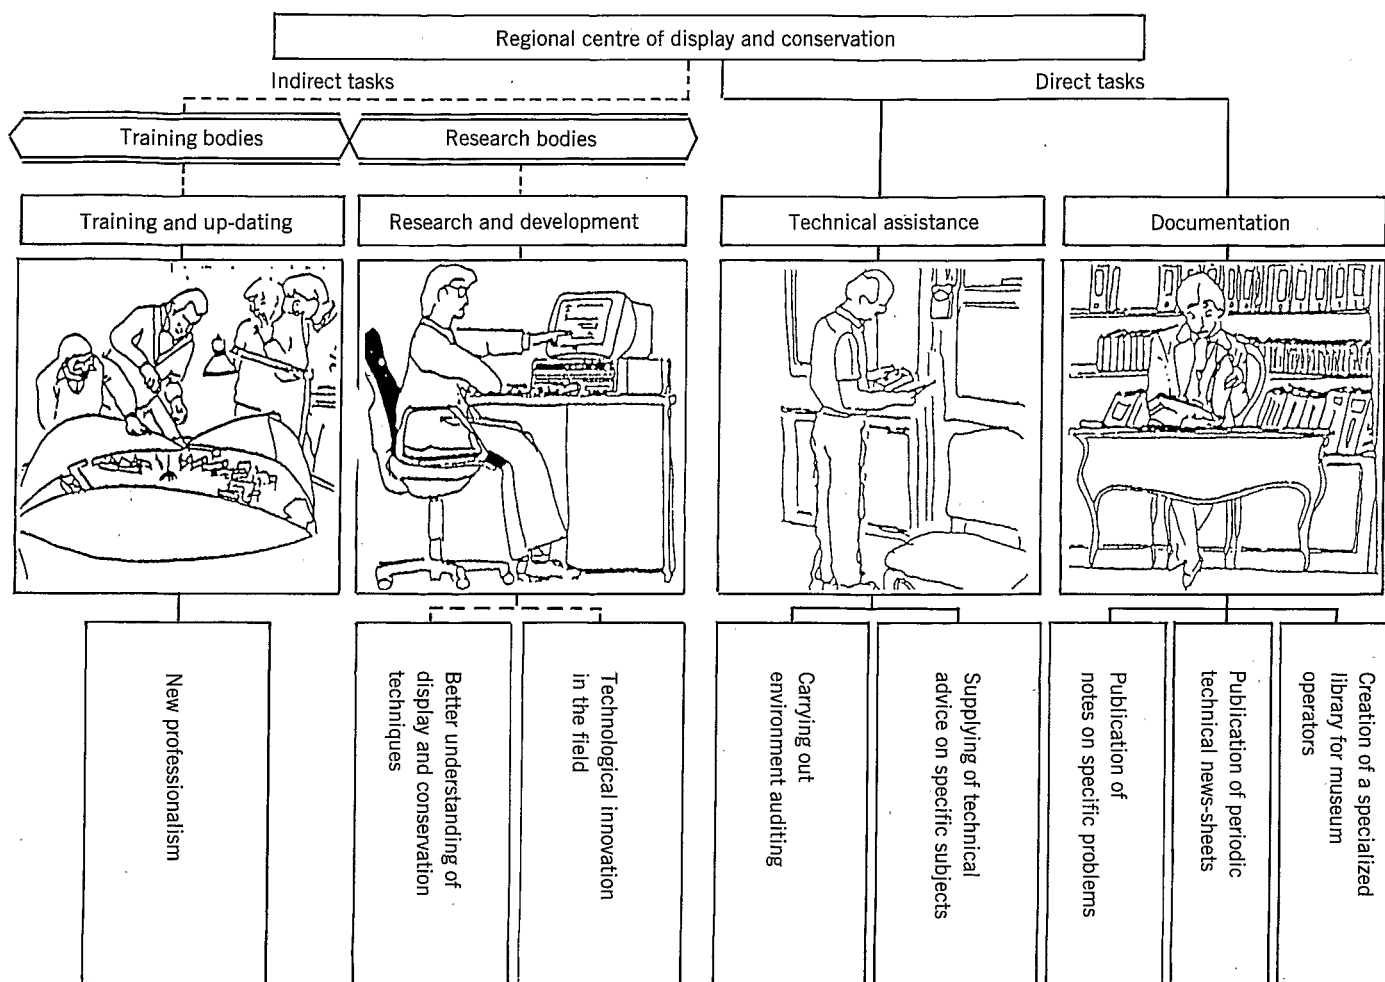 Regional centre of display and conservation
Indirect tasks
Direct tasks
Training bodies
Research bodies
Training and up-dating
Research and development
Technical assistance
Documentation
New professionalism
Better understanding of
display and conservation
techniques
Technological innovation
in the field
Carrying out
environment auditing
Supplying of technical
advice on specific subjects
Publication of
notes on specific problems
Publication of periodic
technical news-sheets
Creation of a specialized
library for museum
operators